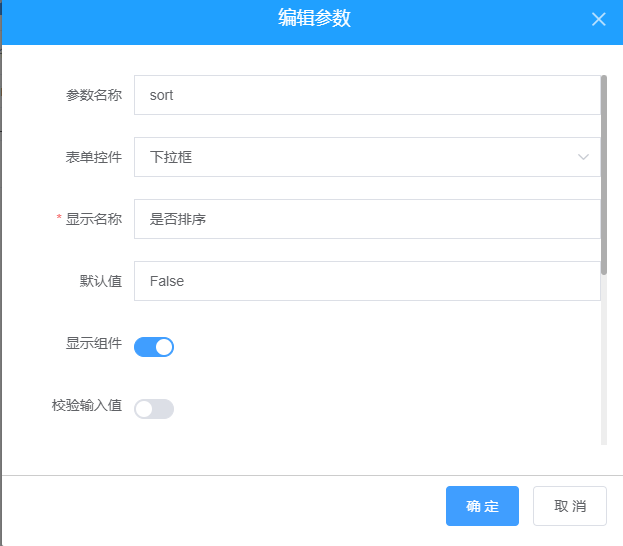 编辑参数
参数名称 sort
表单控件 下拉框
* 显示名称 是否排序
默认值 False
显示组件
校验输入值
确 定 取 消